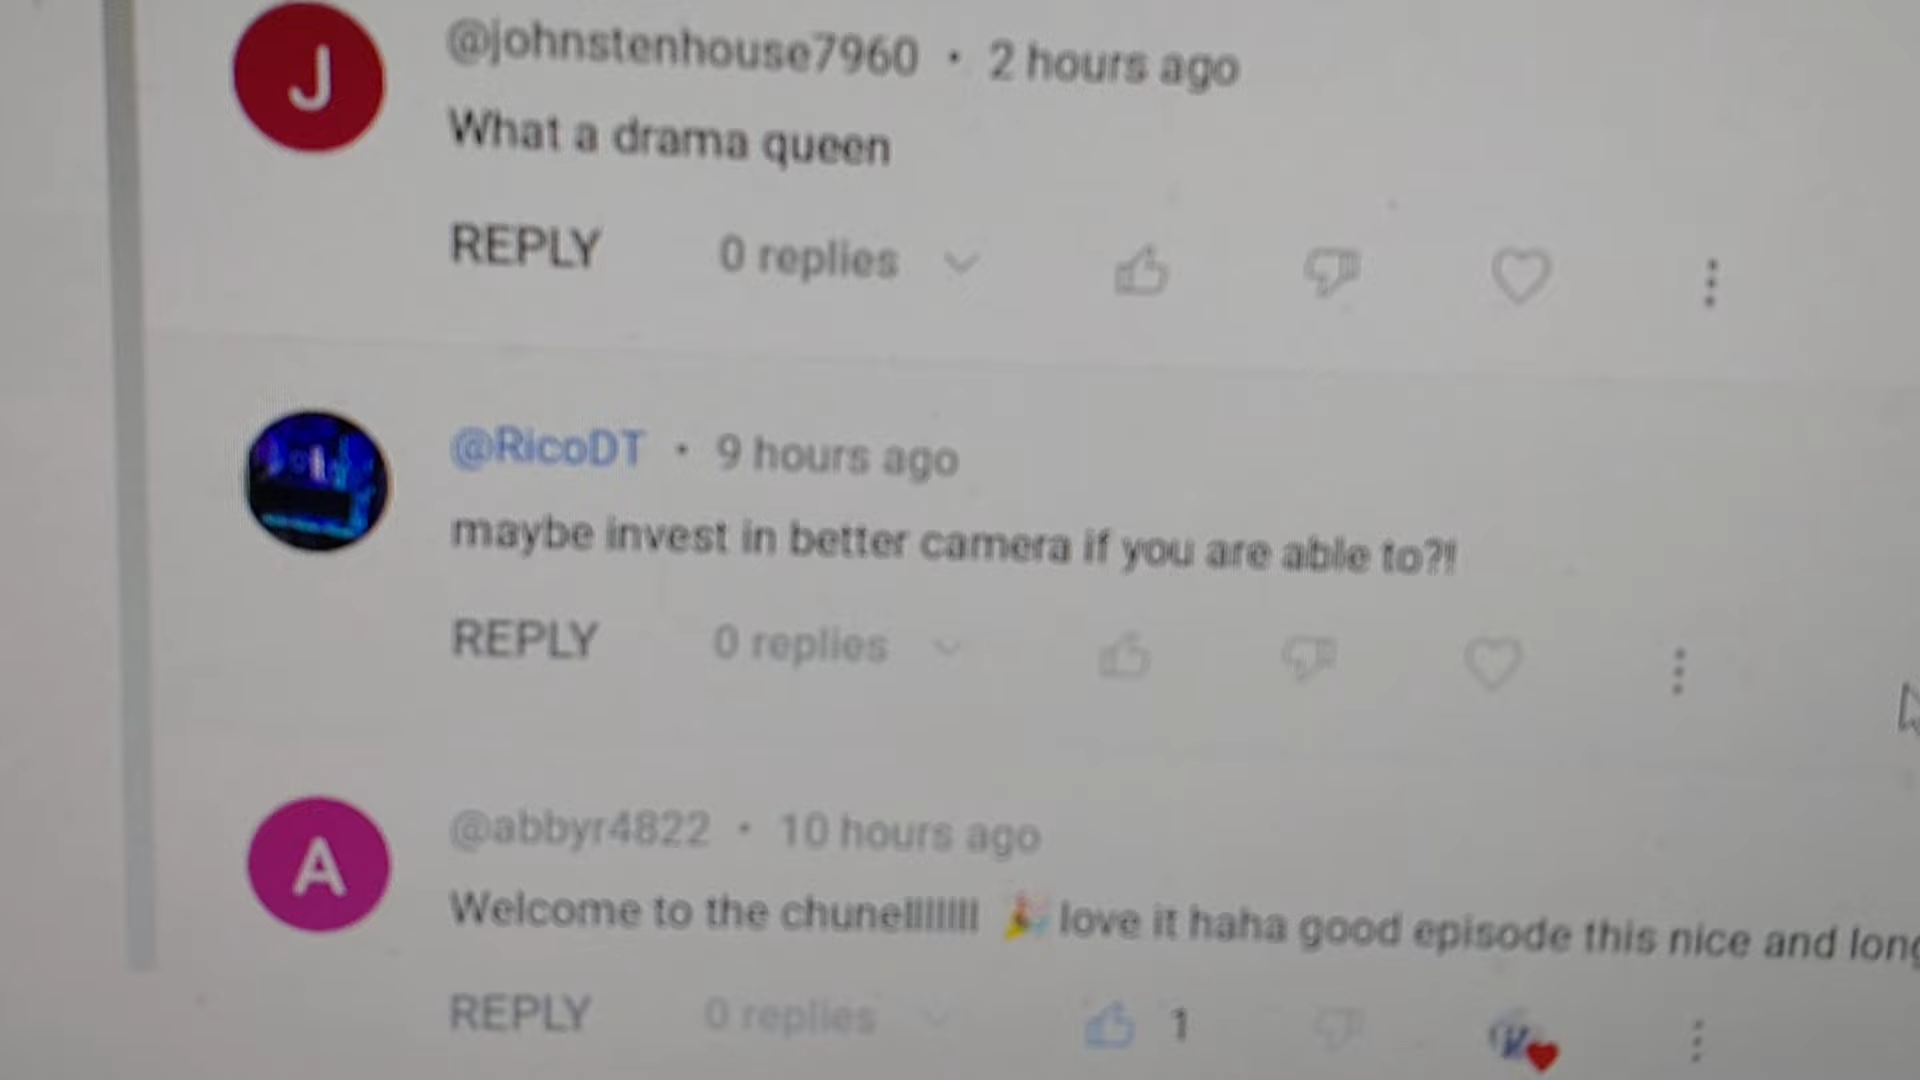 J
@johnstenhouse7960 · 2 hours ago
What a drama queen
REPLY 0 replies
@RicoDT · 9 hours ago
maybe invest in better camera if you are able to?!
REPLY 0 replies
A
@abbyr4822 · 10 hours ago
Welcome to the chunelllllll 🎉 love it haha good episode this nice and long
REPLY 0 replies 1